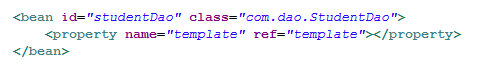 <bean id="studentDao" class="com.dao.StudentDao">
<property name="template" ref="template"></property>
</bean>